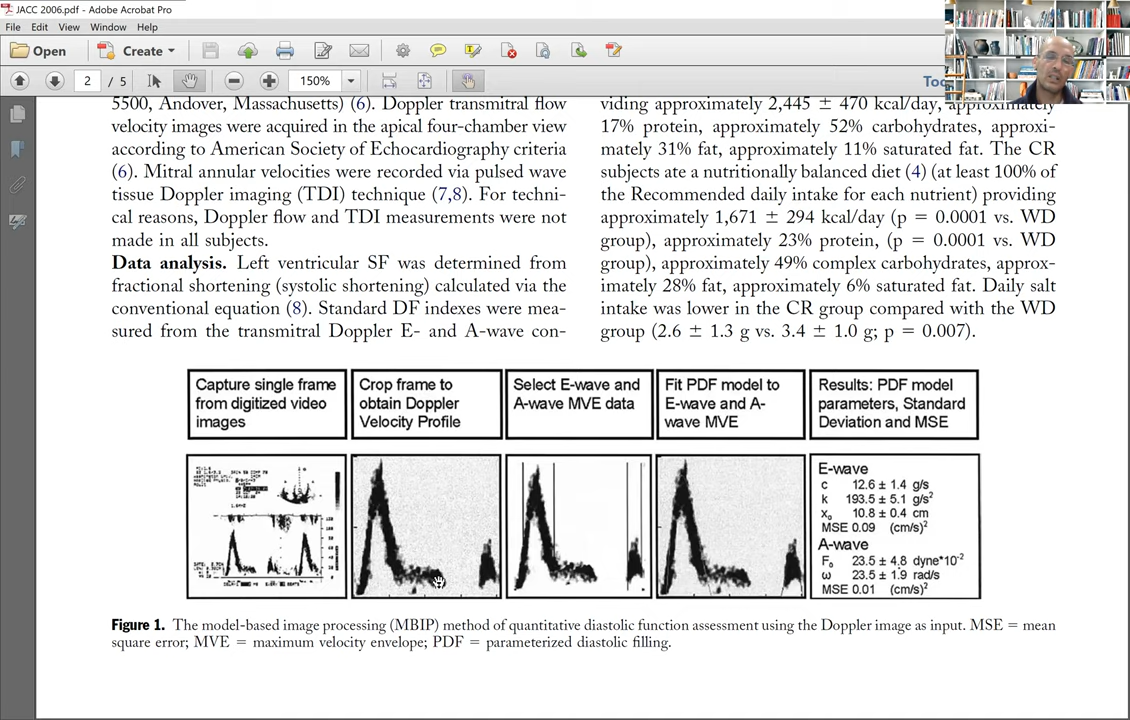 JACC 2006.pdf - Adobe Acrobat Pro
File Edit View Window Help
Open Create
2 / 5 150%
5500, Andover, Massachusetts) (6). Doppler transmitral flow
velocity images were acquired in the apical four-chamber view
according to American Society of Echocardiography criteria
(6). Mitral annular velocities were recorded via pulsed wave
tissue Doppler imaging (TDI) technique (7,8). For techni-
cal reasons, Doppler flow and TDI measurements were not
made in all subjects.
Data analysis. Left ventricular SF was determined from
fractional shortening (systolic shortening) calculated via the
conventional equation (8). Standard DF indexes were mea-
sured from the transmitral Doppler E- and A-wave con-
viding approximately 2,445 ± 470 kcal/day, approximately
17% protein, approximately 52% carbohydrates, approxi-
mately 31% fat, approximately 11% saturated fat. The CR
subjects ate a nutritionally balanced diet (4) (at least 100% of
the Recommended daily intake for each nutrient) providing
approximately 1,671 ± 294 kcal/day (p = 0.0001 vs. WD
group), approximately 23% protein, (p = 0.0001 vs. WD
group), approximately 49% complex carbohydrates, approx-
imately 28% fat, approximately 6% saturated fat. Daily salt
intake was lower in the CR group compared with the WD
group (2.6 ± 1.3 g vs. 3.4 ± 1.0 g; p = 0.007).
Capture single frame
from digitized video
images
Crop frame to
obtain Doppler
Velocity Profile
Select E-wave and
A-wave MVE data
Fit PDF model to
E-wave and A-
wave MVE
Results: PDF model
parameters, Standard
Deviation and MSE
E-wave
c 12.6 ± 1.4 g/s
k 193.5 ± 5.1 g/s²
x₀ 10.8 ± 0.4 cm
MSE 0.09 (cm/s)²
A-wave
F₀ 23.5 ± 4.8 dyne*10⁻²
ω 23.5 ± 1.9 rad/s
MSE 0.01 (cm/s)²
Figure 1. The model-based image processing (MBIP) method of quantitative diastolic function assessment using the Doppler image as input. MSE = mean
square error; MVE = maximum velocity envelope; PDF = parameterized diastolic filling.